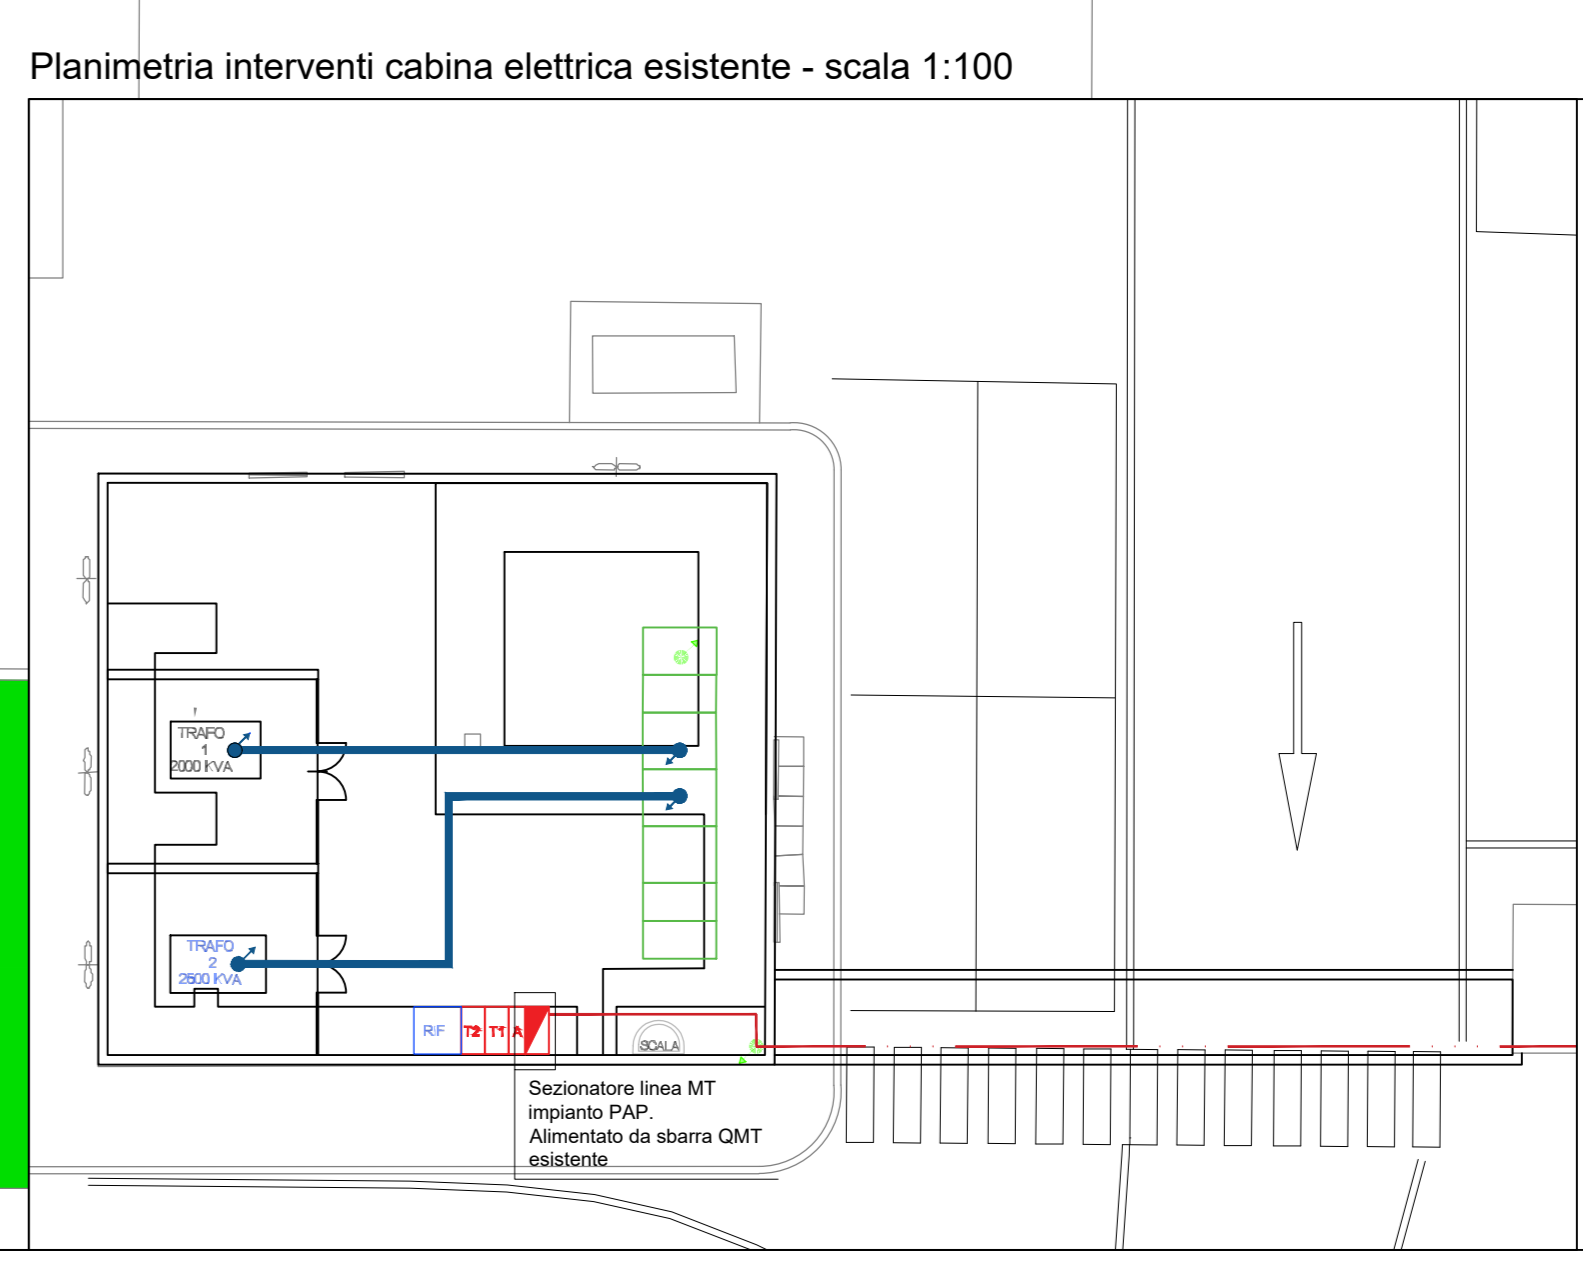 Planimetria interventi cabina elettrica esistente - scala 1:100
TRAFO
1
2000 KVA
TRAFO
2
KVA
RIF
T2
T1
A
SCALA
Sezionatore linea MT
impianto PAP.
Alimentato da sbarra QMT
esistente